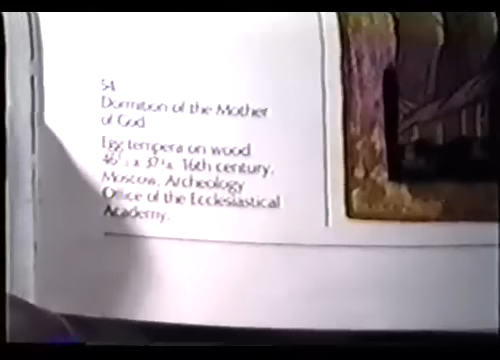 54
Dormition of the Mother
of God
Egg tempera on wood
16th century.
Moscow, Archeology
Office of the Ecclesiastical
Academy.